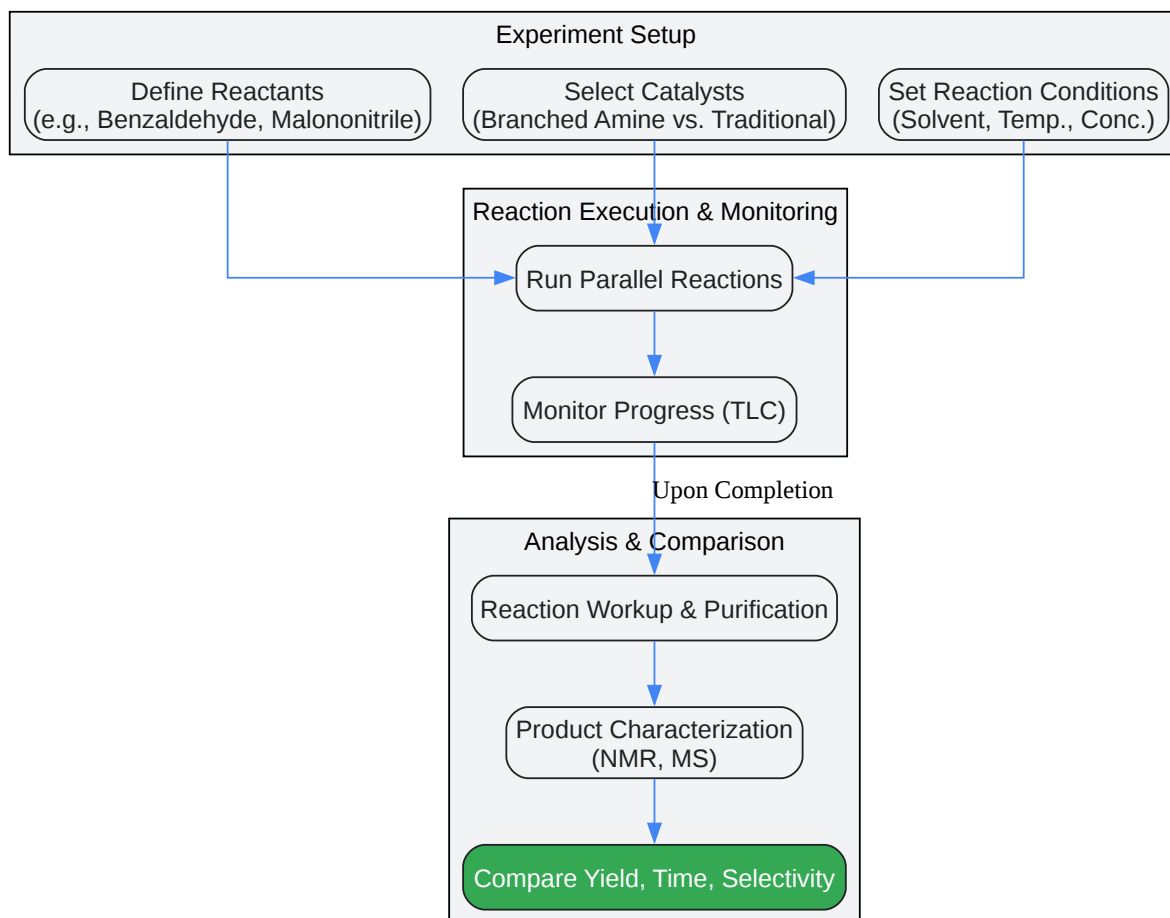 Experiment Setup
Define Reactants
(e.g., Benzaldehyde, Malononitrile)
Select Catalysts
(Branched Amine vs. Traditional)
Set Reaction Conditions
(Solvent, Temp., Conc.)
Reaction Execution & Monitoring
Run Parallel Reactions
Monitor Progress (TLC)
Upon Completion
Analysis & Comparison
Reaction Workup & Purification
Product Characterization
(NMR, MS)
Compare Yield, Time, Selectivity